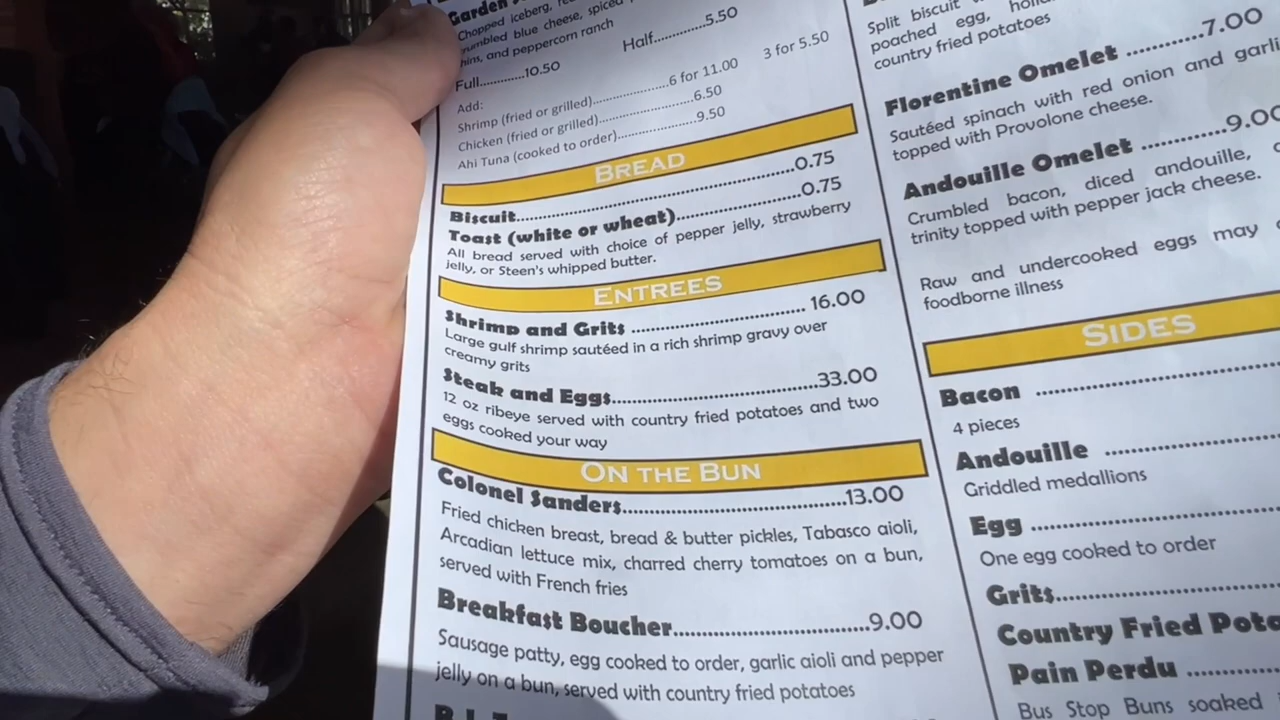 Garden
Chopped iceberg,
crumbled blue cheese, spiced
and peppercorn ranch
Half..............5.50
Full............10.50
Add:
Shrimp (fried or grilled)...................6 for 11.00 3 for 5.50
Chicken (fried or grilled)........................6.50
Ahi Tuna (cooked to order)....................9.50
BREAD
Biscuit..........................................................0.75
Toast (white or wheat).........................0.75
All bread served with choice of pepper jelly, strawberry
jelly, or Steen's whipped butter.
ENTREES
Shrimp and Grits ................................... 16.00
Large gulf shrimp sautéed in a rich shrimp gravy over
creamy grits
Steak and Eggs..........................................33.00
12 oz ribeye served with country fried potatoes and two
eggs cooked your way
ON THE BUN
Colonel Sanders............................................13.00
Fried chicken breast, bread & butter pickles, Tabasco aioli,
Arcadian lettuce mix, charred cherry tomatoes on a bun,
served with French fries
Breakfast Boucher.......................................9.00
Sausage patty, egg cooked to order, garlic aioli and pepper
jelly on a bun, served with country fried potatoes
Split biscuit
poached egg,
country fried potatoes
Florentine Omelet ...........7.00
Sautéed spinach with red onion and garli
topped with Provolone cheese.
Andouille Omelet ............9.00
Crumbled bacon, diced andouille,
trinity topped with pepper jack cheese.
Raw and undercooked eggs may
foodborne illness
SIDES
Bacon ........................................
4 pieces
Andouille ..............................
Griddled medallions
Egg ........................................
One egg cooked to order
Grits....................................
Country Fried Pota
Pain Perdu ..............
Bus Stop Buns soaked